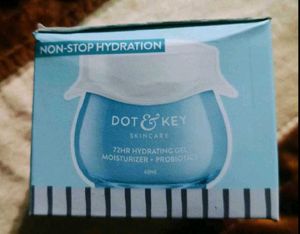 NON-STOP HYDRATION
DOT & KEY
SKINCARE
72HR HYDRATING GEL
MOISTURIZER + PROBIOTICS
60ML